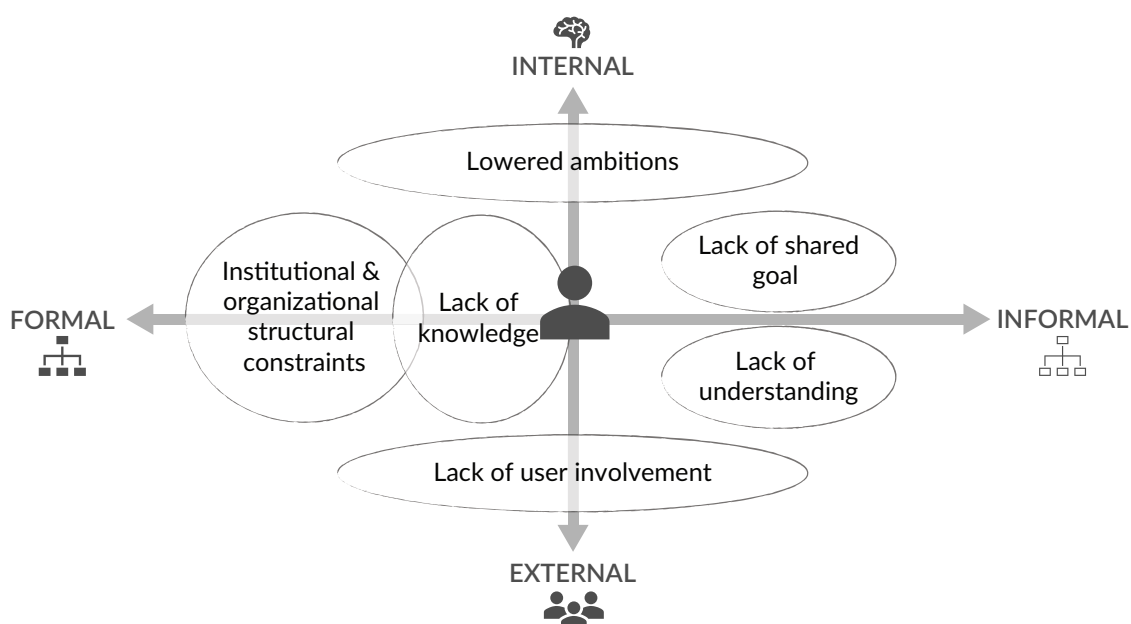 INTERNAL
Lowered ambitions
Lack of shared
goal
Institutional &
organizational
structural
constraints
Lack of
knowledge
FORMAL
INFORMAL
Lack of
understanding
Lack of user involvement
EXTERNAL